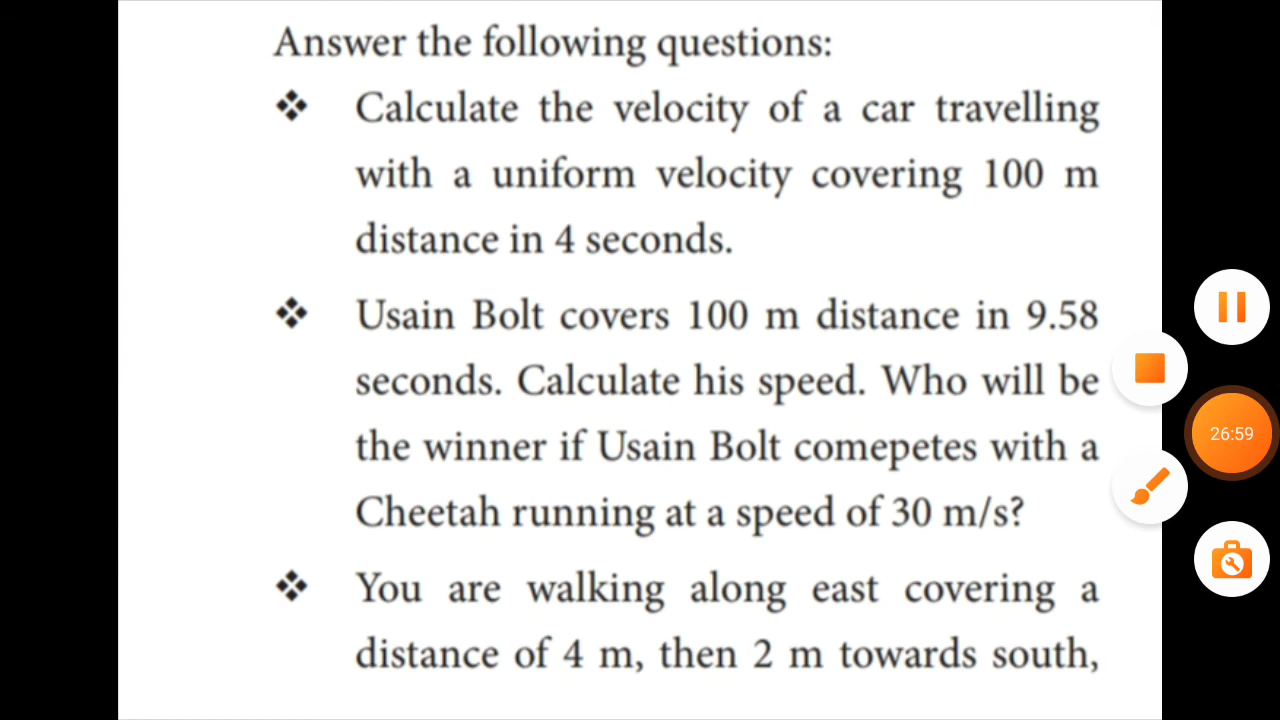 Answer the following questions:
❖ Calculate the velocity of a car travelling
with a uniform velocity covering 100 m
distance in 4 seconds.
❖ Usain Bolt covers 100 m distance in 9.58
seconds. Calculate his speed. Who will be
the winner if Usain Bolt comepetes with a
Cheetah running at a speed of 30 m/s?
❖ You are walking along east covering a
distance of 4 m, then 2 m towards south,
26:59